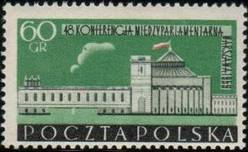 60
GR
48 KONFERENCJA MIĘDZYPARLAMENTARNA
POCZTA POLSKA